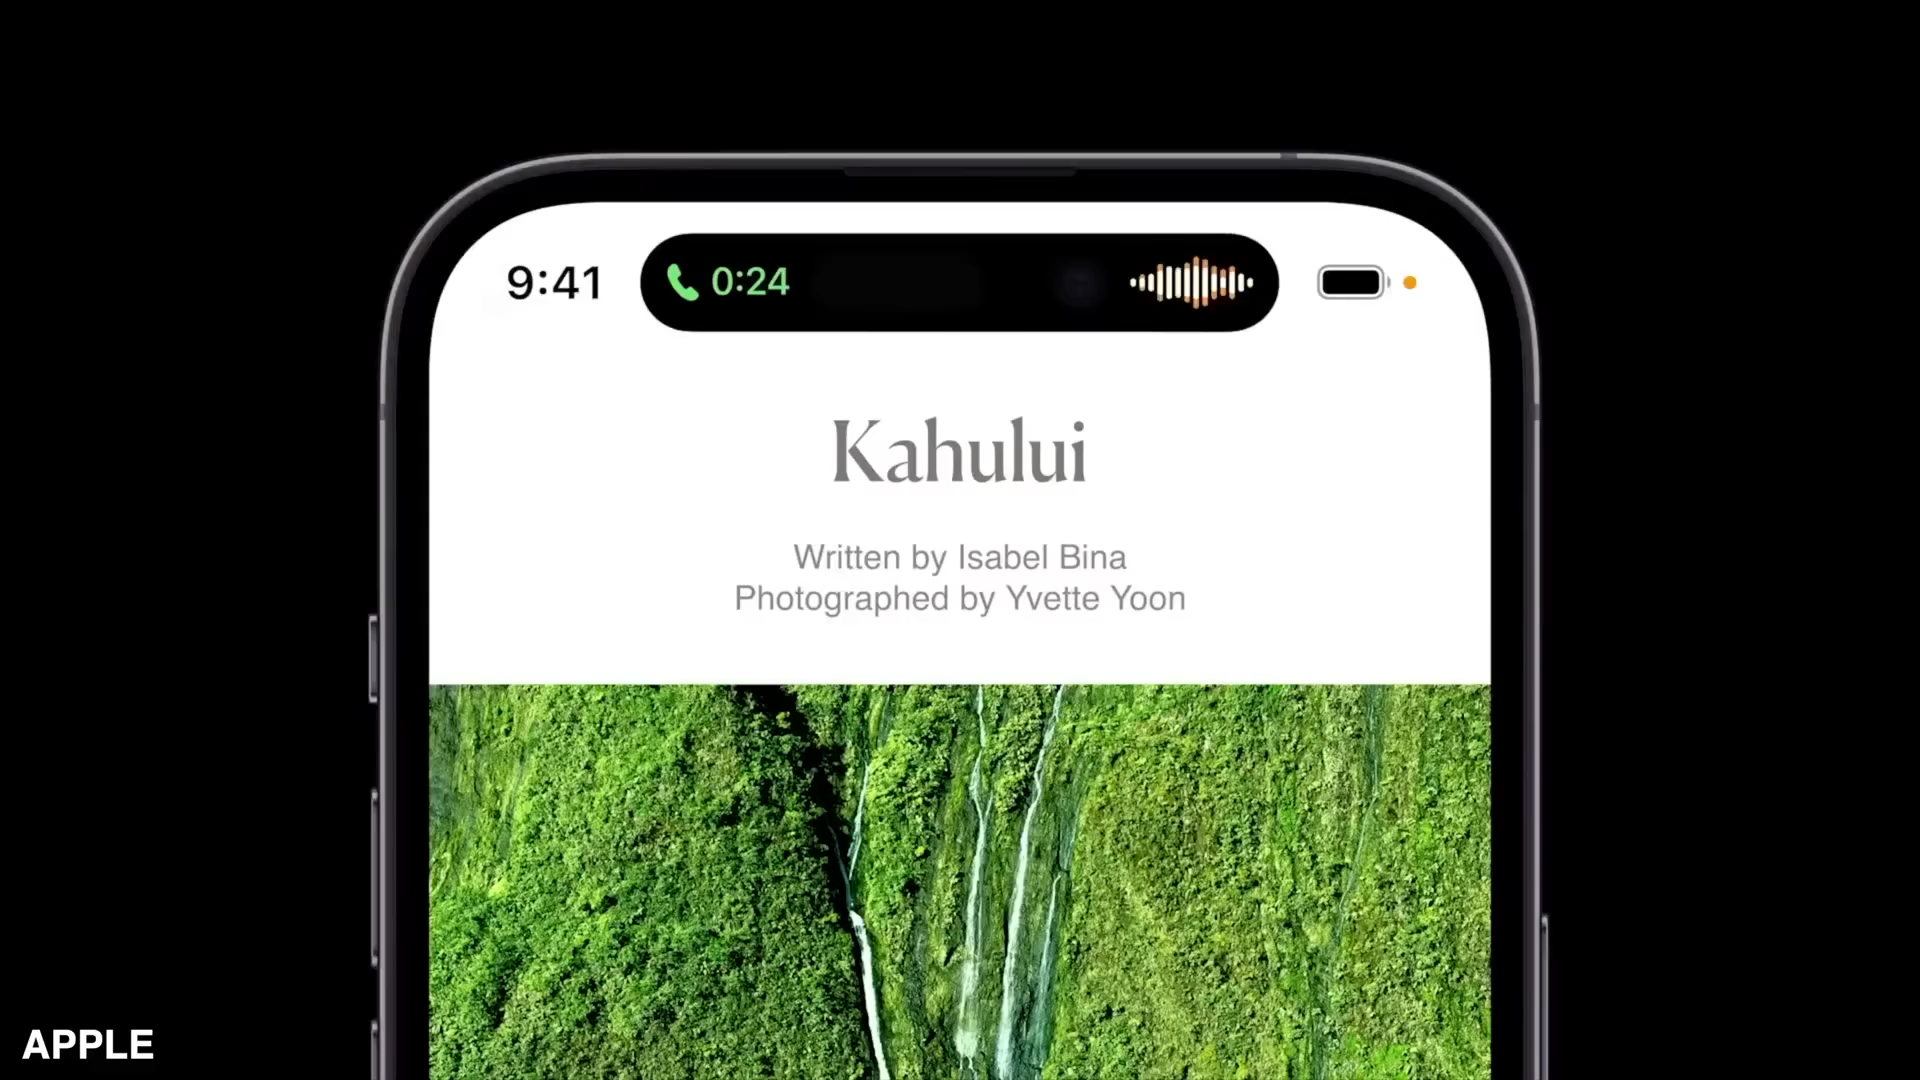 9:41
0:24
Kahului
Written by Isabel Bina
Photographed by Yvette Yoon
APPLE